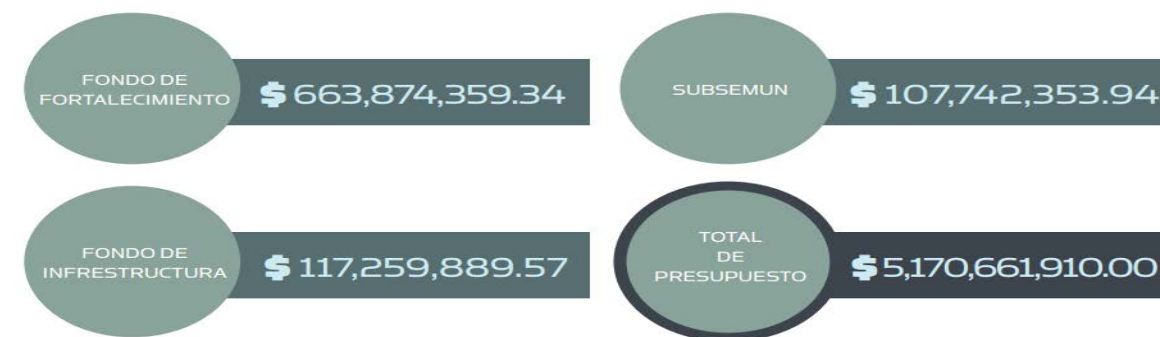 FONDO DE
FORTALECIMIENTO
$ 663,874,359.34
SUBSEMUN
$ 107,742,353.94
FONDO DE
INFRESTRUCTURA
$ 117,259,889.57
TOTAL
DE
PRESUPUESTO
$ 5,170,661,910.00